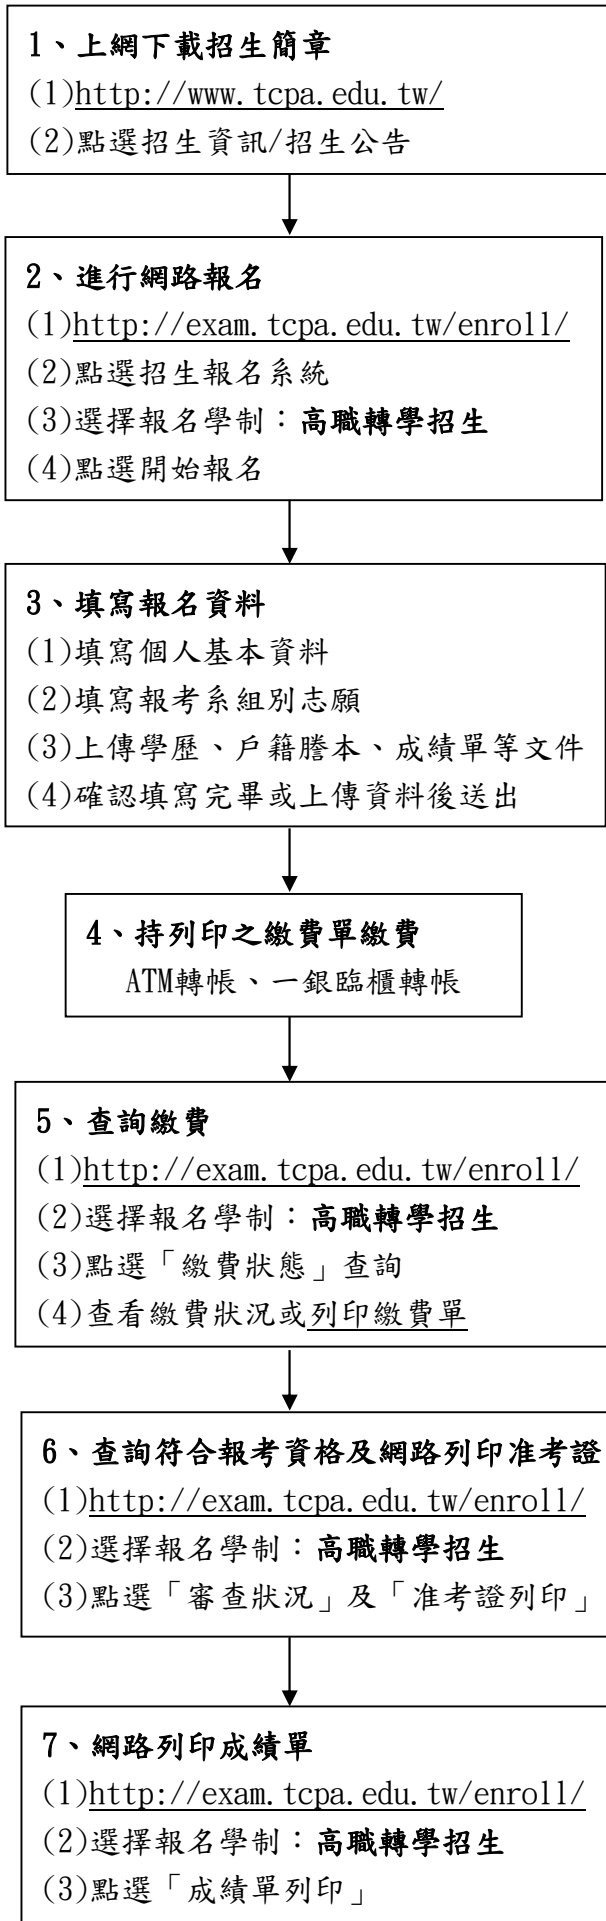 1、上網下載招生簡章
(1)http://www.tcpa.edu.tw/
(2)點選招生資訊/招生公告
2、進行網路報名
(1)http://exam.tcpa.edu.tw/enroll/
(2)點選招生報名系統
(3)選擇報名學制：高職轉學招生
(4)點選開始報名
3、填寫報名資料
(1)填寫個人基本資料
(2)填寫報考系組別志願
(3)上傳學歷、戶籍謄本、成績單等文件
(4)確認填寫完畢或上傳資料後送出
4、持列印之繳費單繳費
ATM轉帳、一銀臨櫃轉帳
5、查詢繳費
(1)http://exam.tcpa.edu.tw/enroll/
(2)選擇報名學制：高職轉學招生
(3)點選「繳費狀態」查詢
(4)查看繳費狀況或列印繳費單
6、查詢符合報考資格及網路列印准考證
(1)http://exam.tcpa.edu.tw/enroll/
(2)選擇報名學制：高職轉學招生
(3)點選「審查狀況」及「准考證列印」
7、網路列印成績單
(1)http://exam.tcpa.edu.tw/enroll/
(2)選擇報名學制：高職轉學招生
(3)點選「成績單列印」